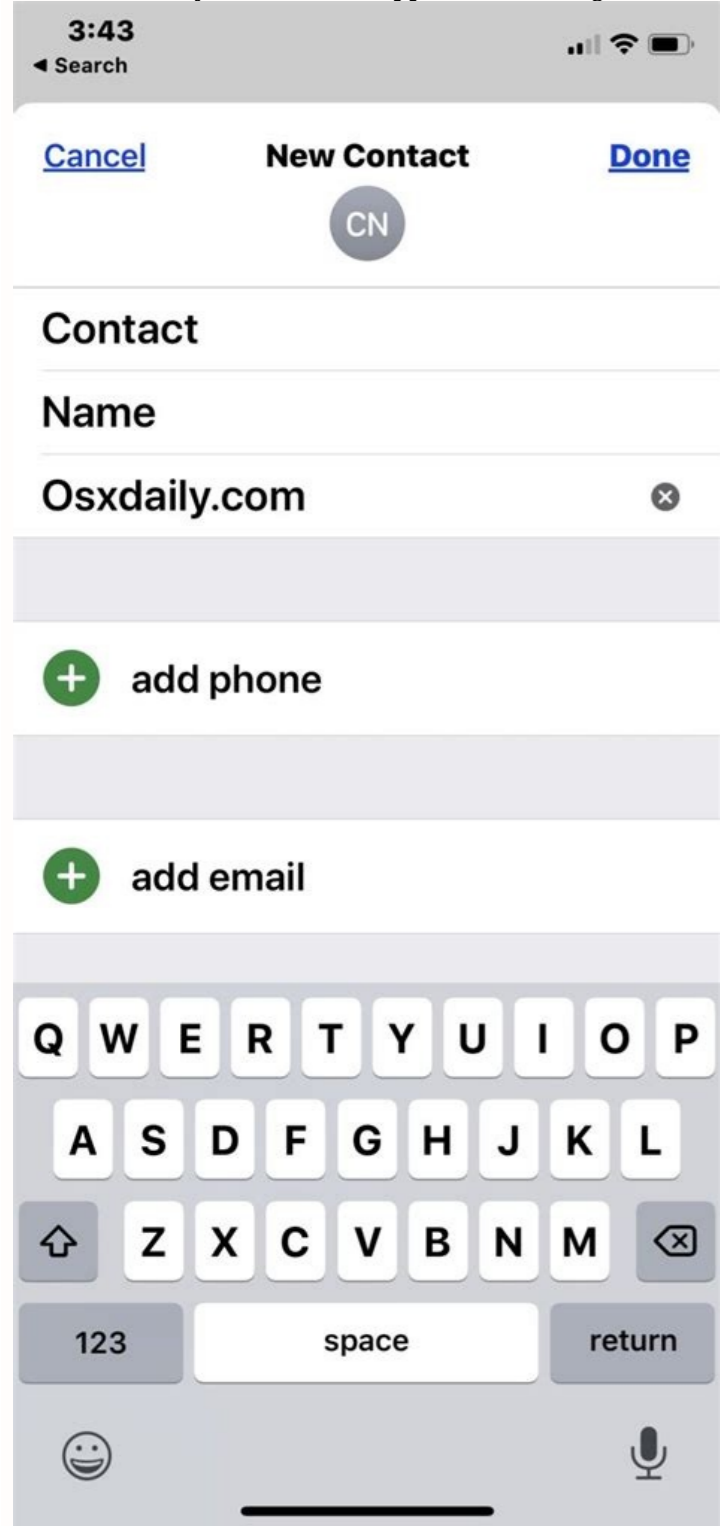 3:43
◀ Search
Cancel New Contact Done
CN
Contact
Name
Osxdaily.com
add phone
add email
Q W E R T Y U I O P
A S D F G H J K L
Z X C V B N M
123 space return